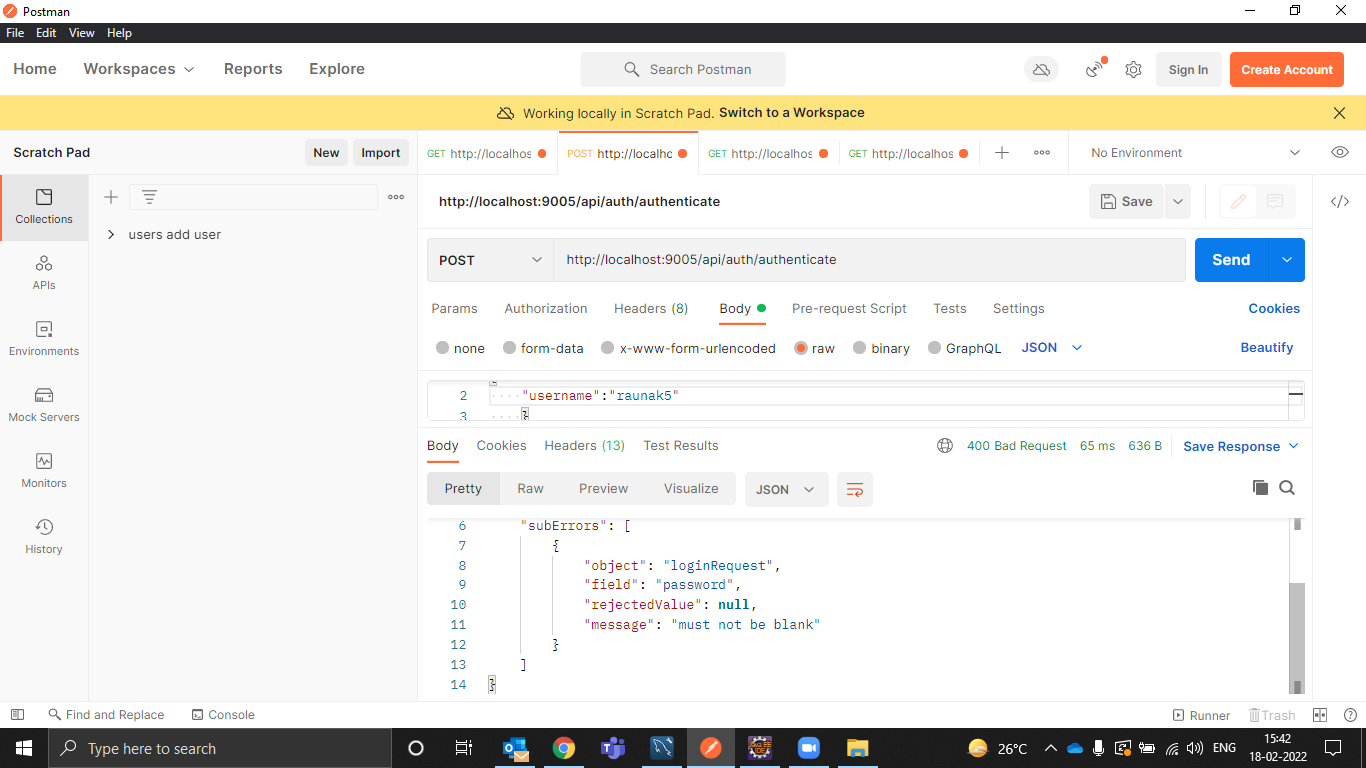 Postman
File Edit View Help
Home Workspaces Reports Explore Search Postman Sign In Create Account
Working locally in Scratch Pad. Switch to a Workspace
Scratch Pad New Import
GET http://localhos POST http://localhc GET http://localhos GET http://localhos No Environment
Collections
APIs
Environments
Mock Servers
Monitors
History
users add user
http://localhost:9005/api/auth/authenticate Save
POST http://localhost:9005/api/auth/authenticate Send
Params Authorization Headers (8) Body Pre-request Script Tests Settings Cookies
none form-data x-www-form-urlencoded raw binary GraphQL JSON Beautify
2 "username":"raunak5"
3 }
Body Cookies Headers (13) Test Results 400 Bad Request 65 ms 636 B Save Response
Pretty Raw Preview Visualize JSON
6 "subErrors": [
7 {
8 "object": "loginRequest",
9 "field": "password",
10 "rejectedValue": null,
11 "message": "must not be blank"
12 }
13 ]
14 }
Find and Replace Console Runner Trash
Type here to search 26°C ENG 15:42
18-02-2022